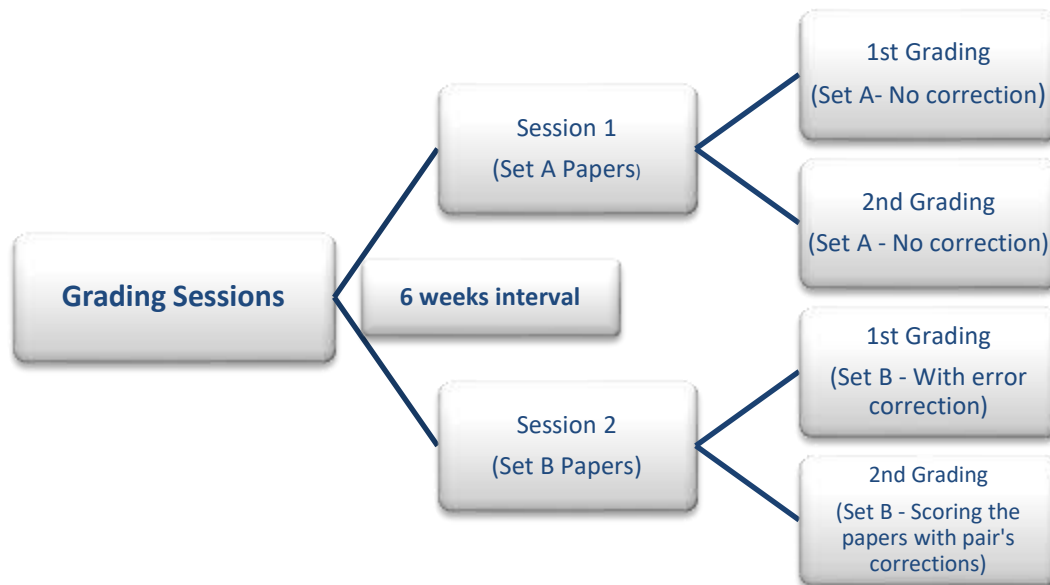 Grading Sessions
6 weeks interval
Session 1
(Set A Papers)
1st Grading
(Set A- No correction)
2nd Grading
(Set A - No correction)
Session 2
(Set B Papers)
1st Grading
(Set B - With error
correction)
2nd Grading
(Set B - Scoring the
papers with pair's
corrections)